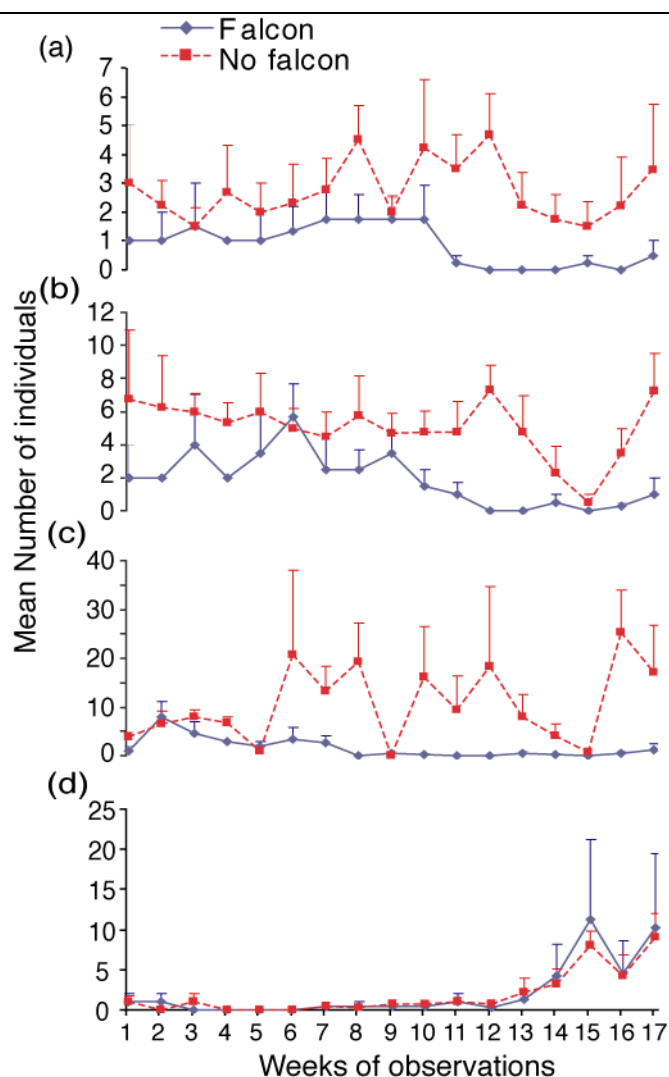 (a)
Falcon
No falcon
7
6
5
4
3
2
1
0
(b)
12
10
8
6
4
2
0
(c)
40
30
20
10
0
(d)
25
20
15
10
5
0
1 2 3 4 5 6 7 8 9 10 11 12 13 14 15 16 17
Weeks of observations
Mean Number of individuals